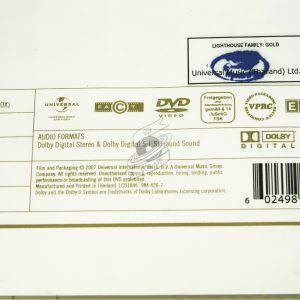 LIGHTHOUSE FAMILY: GOLD
Universal Music (Thailand) Ltd.
OX)
UNIVERSAL
DVD
VIDEO
Freigegeben
ohne Altersbeschränkung
gemäß § 14
JuSchG
FSK
VPRC
E
AUDIO FORMATS
Dolby Digital Stereo & Dolby Digital 5.1 Surround Sound
DOLBY
DIGITAL
Film and Packaging © 2007 Universal International Music B.V. A Universal Music Group
Company. Unauthorised copying, reproduction, hiring, lending, public
performance or broadcasting of this DVD prohibited.
Manufactured and Printed in Thailand.
Dolby and the Double D Symbol are Trademarks of Dolby Laboratories Licensing corporation
6 02498